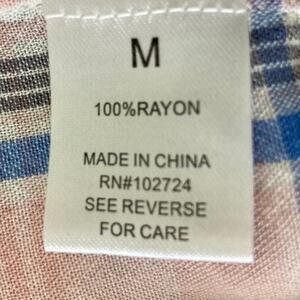 M
100%RAYON
MADE IN CHINA
RN#102724
SEE REVERSE
FOR CARE